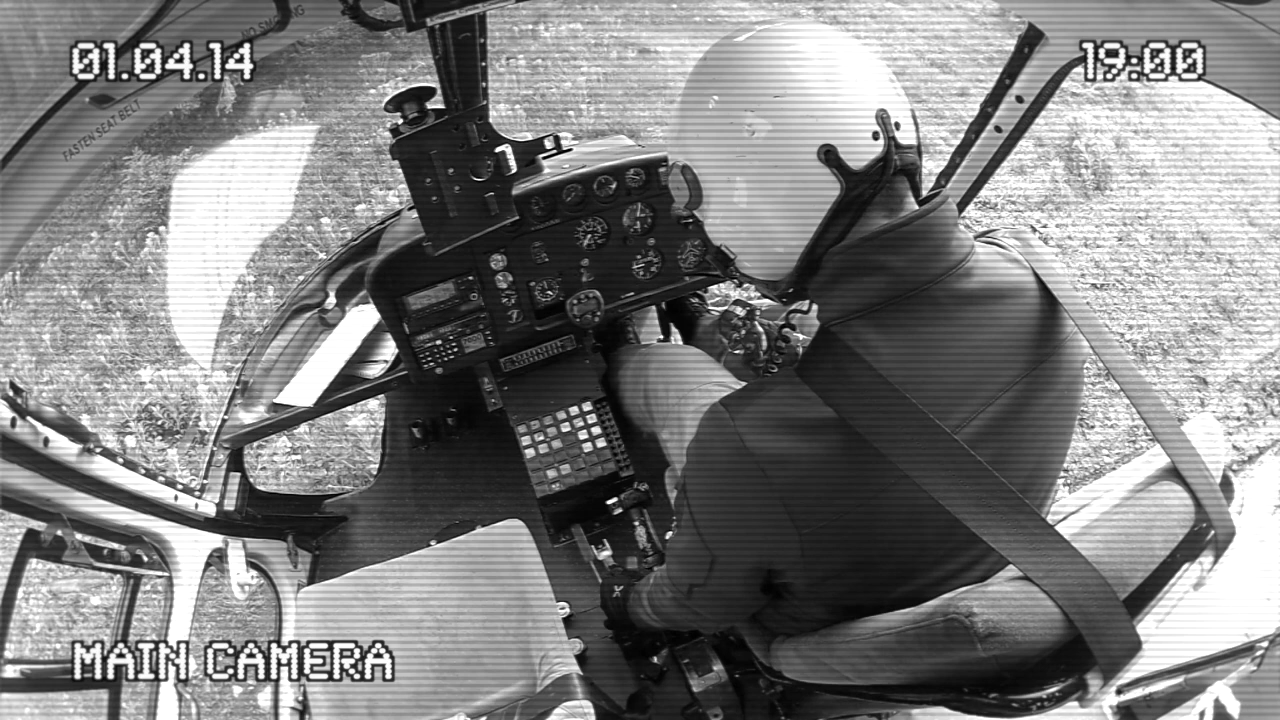 01.04.14
19:00
NO SMOKING
FASTEN SEAT BELT
MAIN CAMERA